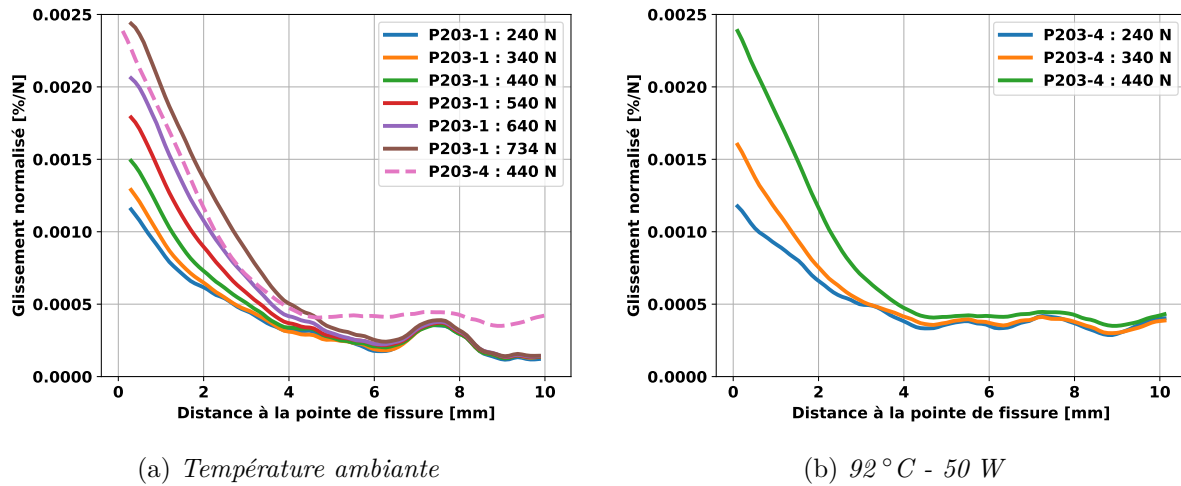 0.0025
0.0020
0.0015
0.0010
0.0005
0.0000
Glissement normalisé [%/N]
P203-1 : 240 N
P203-1 : 340 N
P203-1 : 440 N
P203-1 : 540 N
P203-1 : 640 N
P203-1 : 734 N
P203-4 : 440 N
0 2 4 6 8 10
Distance à la pointe de fissure [mm]
(a) Température ambiante
0.0025
0.0020
0.0015
0.0010
0.0005
0.0000
Glissement normalisé [%/N]
P203-4 : 240 N
P203-4 : 340 N
P203-4 : 440 N
0 2 4 6 8 10
Distance à la pointe de fissure [mm]
(b) 92°C - 50 W